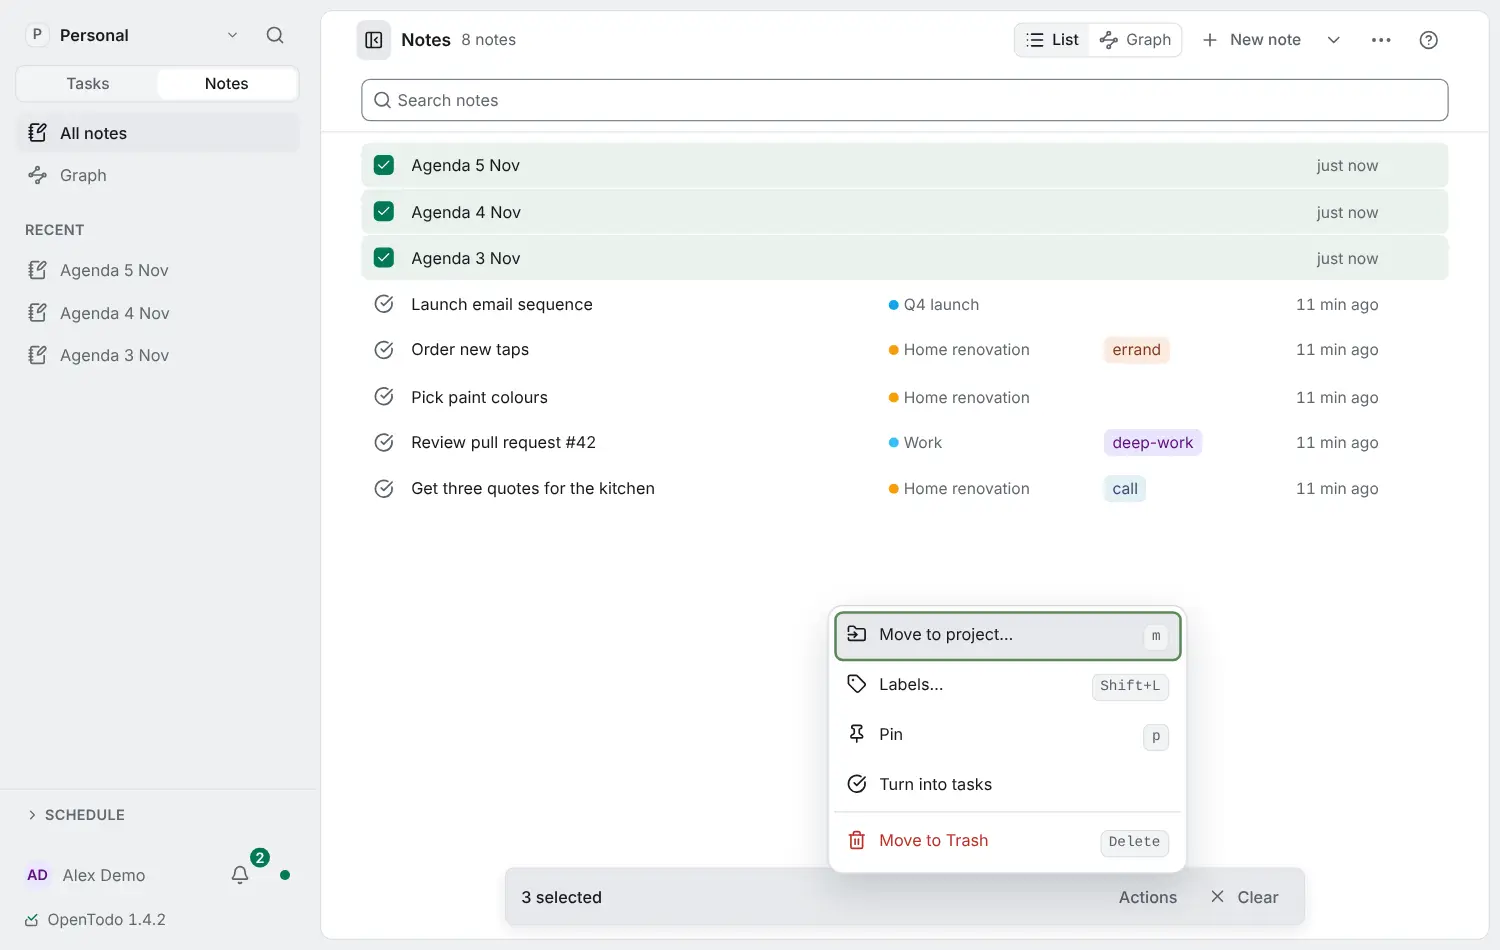 P Personal
Tasks Notes
All notes
Graph
RECENT
Agenda 5 Nov
Agenda 4 Nov
Agenda 3 Nov
SCHEDULE
AD Alex Demo 2
OpenTodo 1.4.2
Notes 8 notes
List Graph New note
Search notes
Agenda 5 Nov just now
Agenda 4 Nov just now
Agenda 3 Nov just now
Launch email sequence Q4 launch 11 min ago
Order new taps Home renovation errand 11 min ago
Pick paint colours Home renovation 11 min ago
Review pull request #42 Work deep-work 11 min ago
Get three quotes for the kitchen Home renovation call 11 min ago
Move to project... m
Labels... Shift+L
Pin p
Turn into tasks
Move to Trash Delete
3 selected Actions Clear